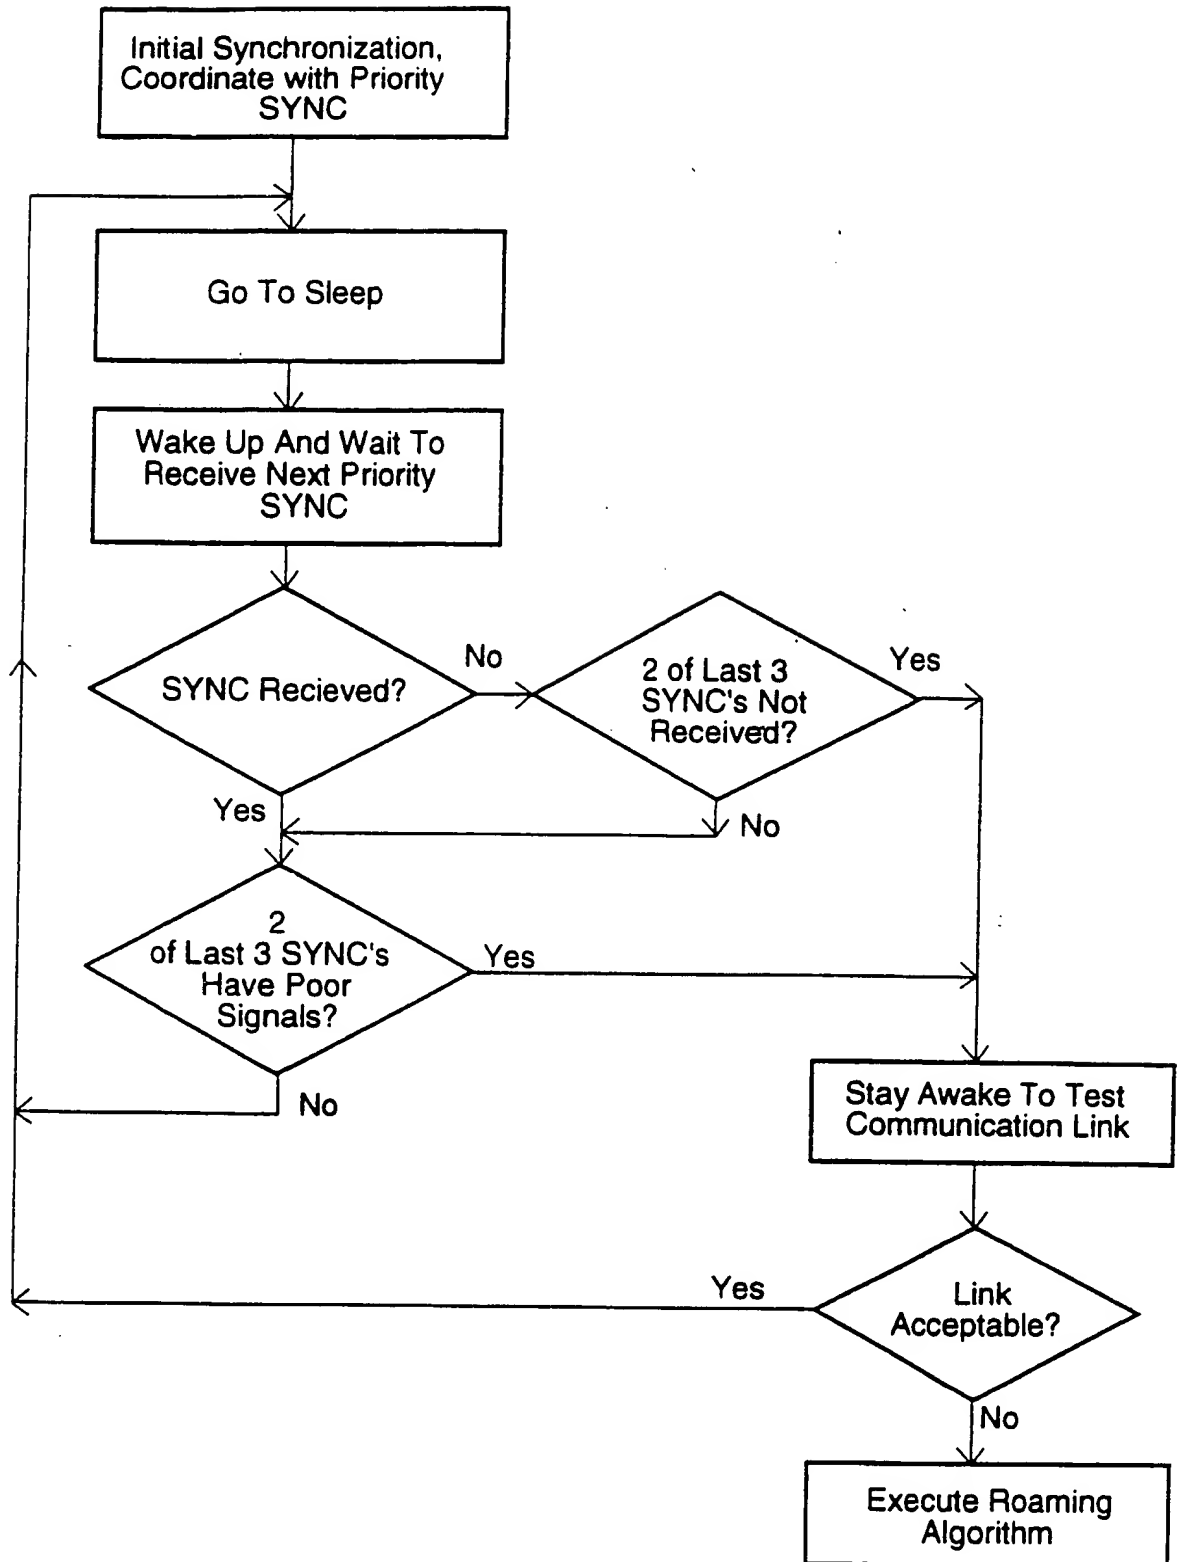 Initial Synchronization,
Coordinate with Priority
SYNC
Go To Sleep
Wake Up And Wait To
Receive Next Priority
SYNC
SYNC Recieved?
No
2 of Last 3
SYNC's Not
Received?
Yes
Yes
No
2
of Last 3 SYNC's
Have Poor
Signals?
Yes
No
Stay Awake To Test
Communication Link
Link
Acceptable?
Yes
No
Execute Roaming
Algorithm